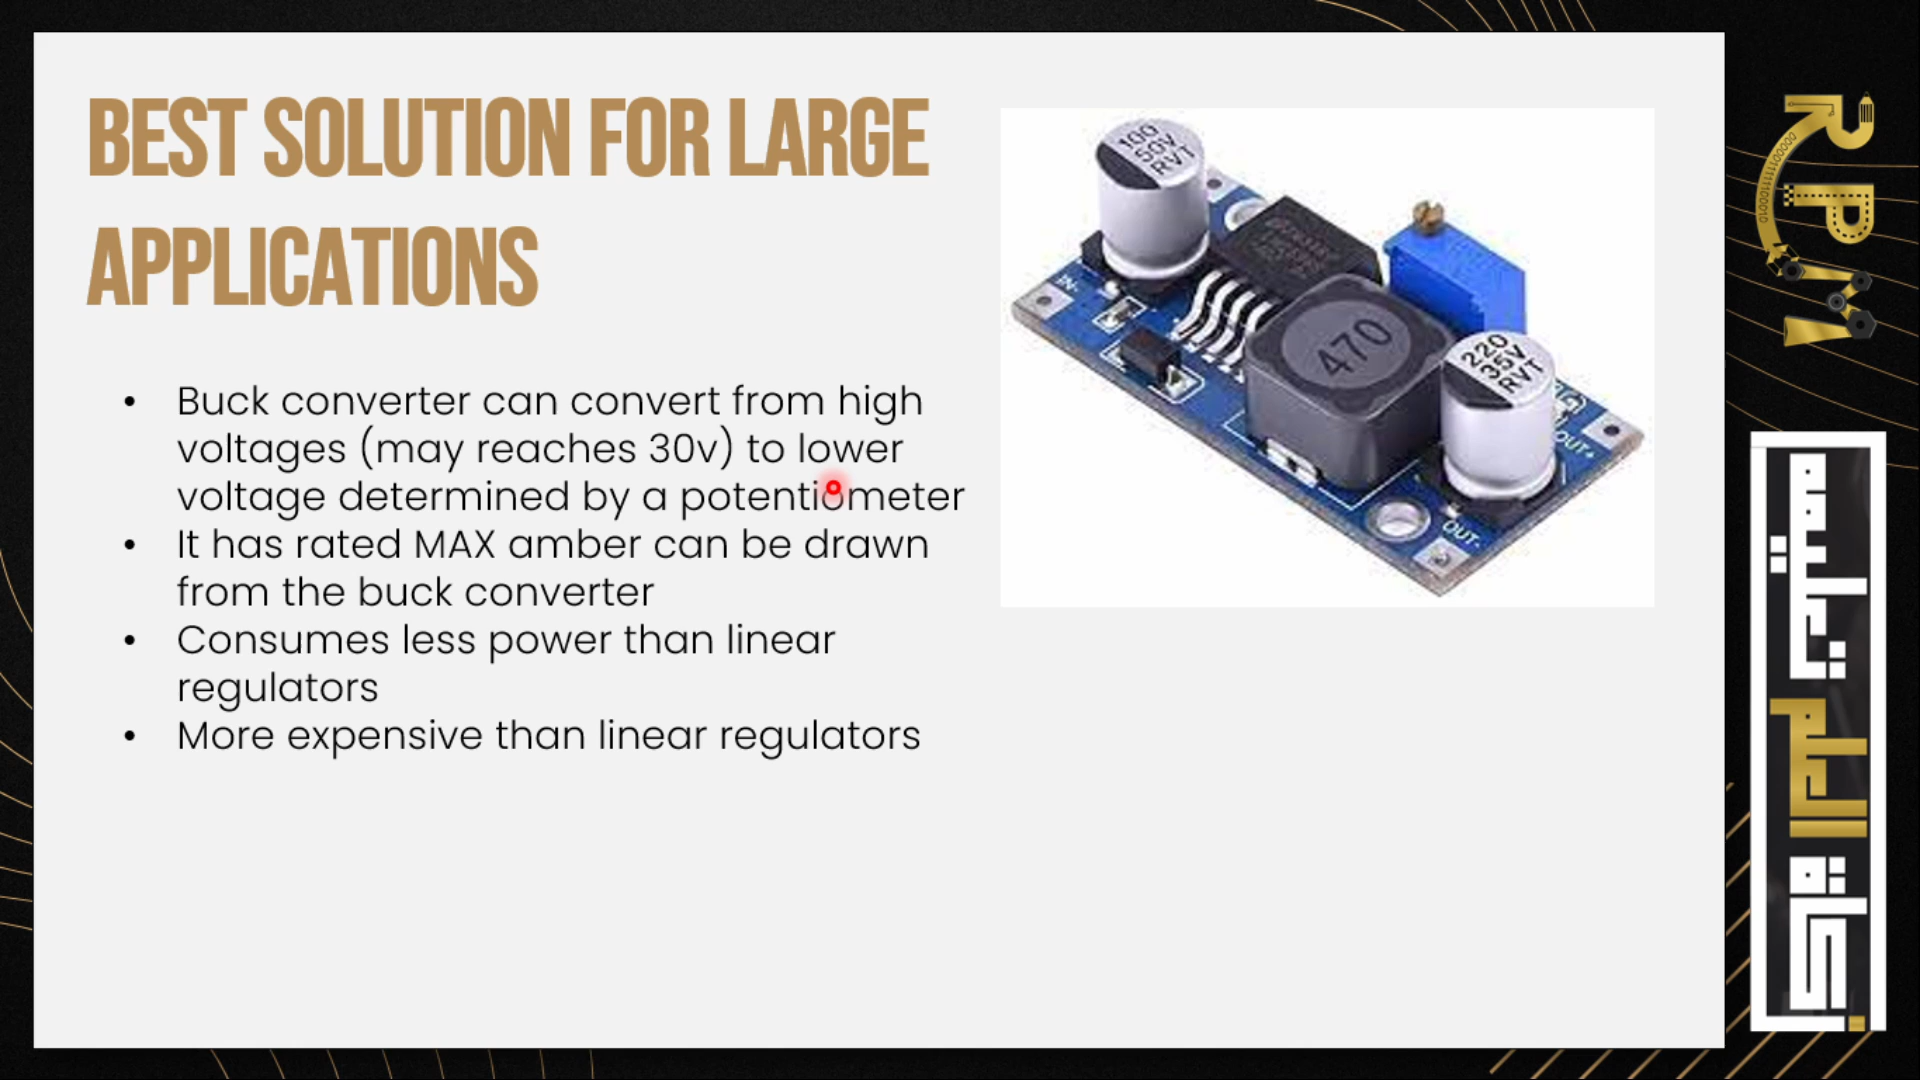 BEST SOLUTION FOR LARGE
APPLICATIONS
• Buck converter can convert from high
voltages (may reaches 30v) to lower
voltage determined by a potentiometer
• It has rated MAX amber can be drawn
from the buck converter
• Consumes less power than linear
regulators
• More expensive than linear regulators
100
50V
RVT
IN-
470
220
35V
RVT
OUT+
OUT-
RPM